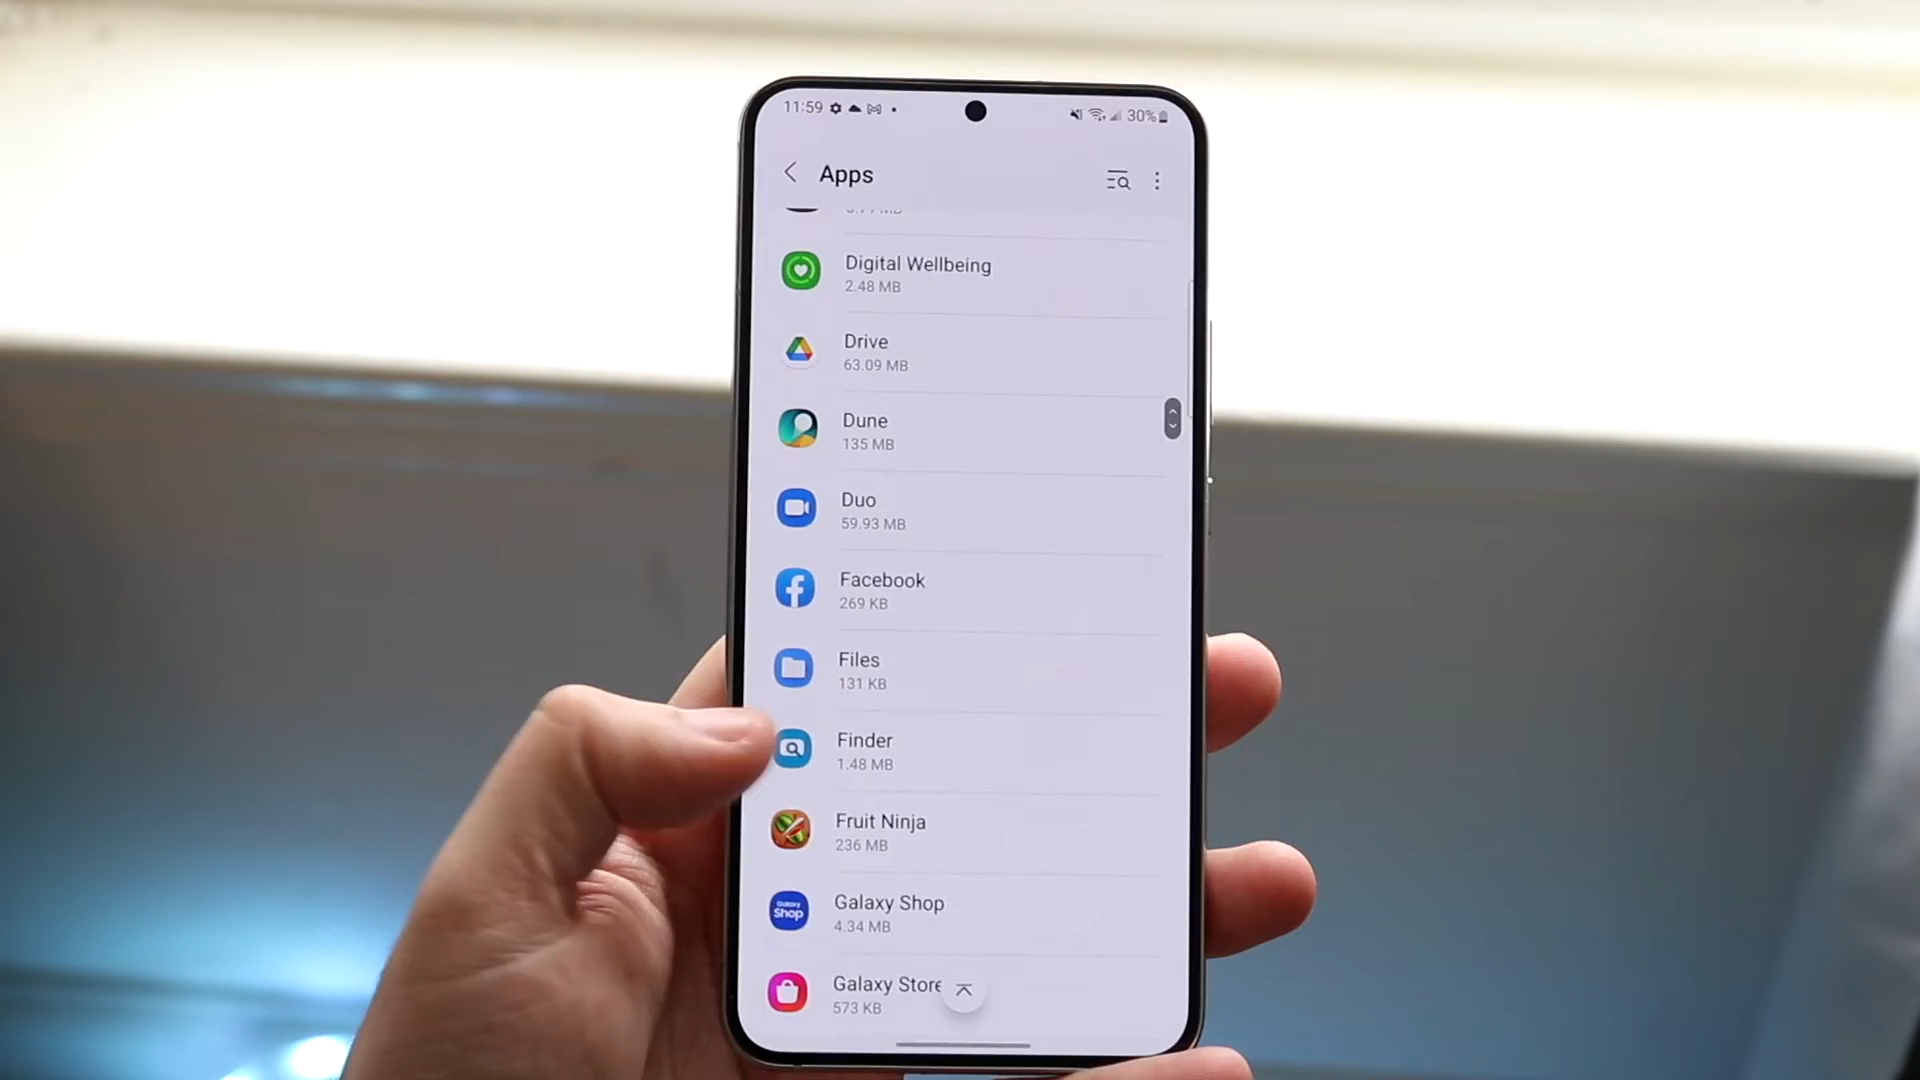 11:59
30%
Apps
Digital Wellbeing
2.48 MB
Drive
63.09 MB
Dune
135 MB
Duo
59.93 MB
Facebook
269 KB
Files
131 KB
Finder
1.48 MB
Fruit Ninja
236 MB
Galaxy
Shop
Galaxy Shop
4.34 MB
Galaxy Store
573 KB